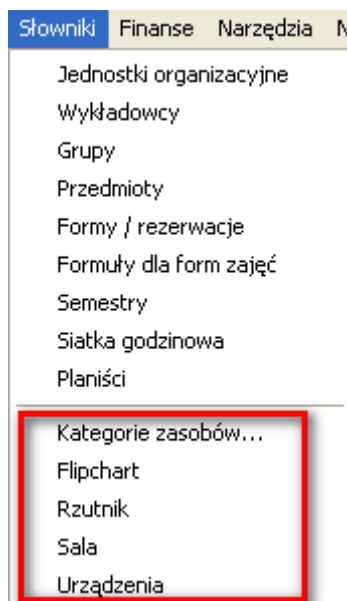 Słowniki Finanse Narzędzia
Jednostki organizacyjne
Wykładowcy
Grupy
Przedmioty
Formy / rezerwacje
Formuły dla form zajęć
Semestry
Siatka godzinowa
Planiści
Kategorie zasobów...
Flipchart
Rzutnik
Sala
Urządzenia